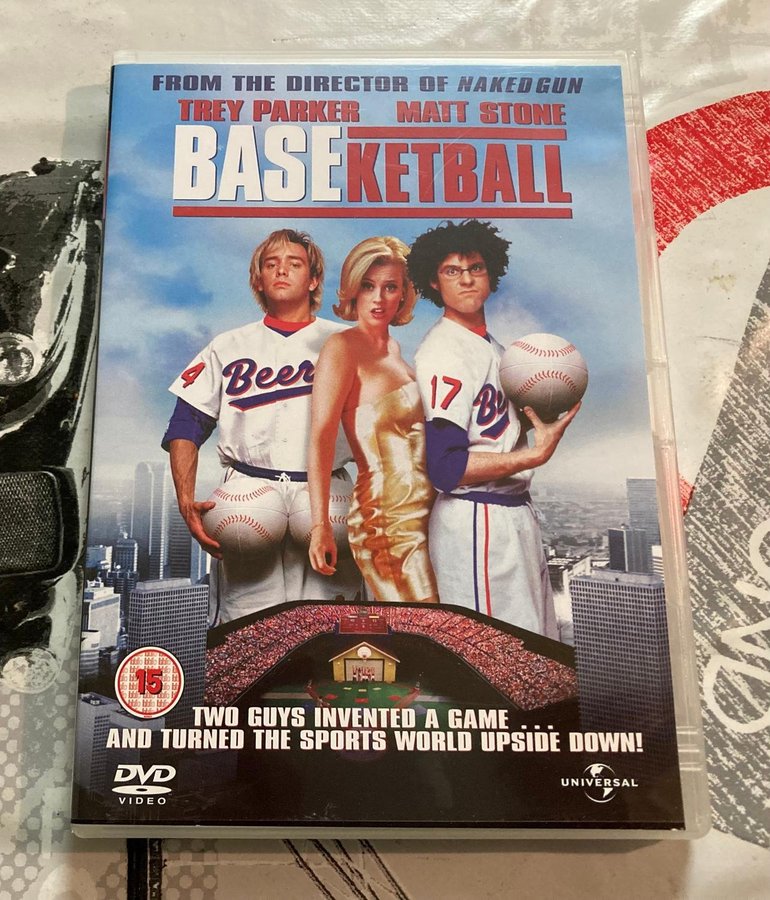 FROM THE DIRECTOR OF NAKED GUN
TREY PARKER MATT STONE
BASEKETBALL
4
Beer
17
Be
15
TWO GUYS INVENTED A GAME ...
AND TURNED THE SPORTS WORLD UPSIDE DOWN!
DVD
VIDEO
UNIVERSAL